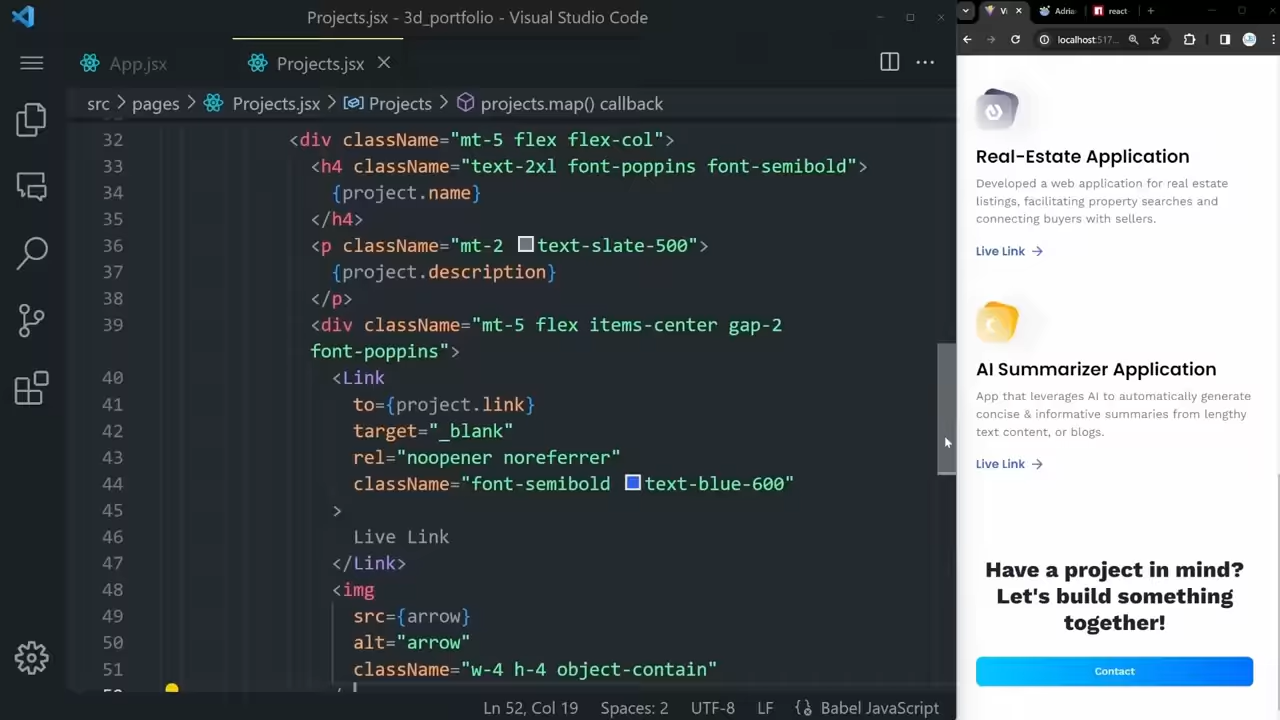 Projects.jsx - 3d_portfolio - Visual Studio Code
App.jsx
Projects.jsx
src > pages > Projects.jsx > Projects > projects.map() callback
32 <div className="mt-5 flex flex-col">
33 <h4 className="text-2xl font-poppins font-semibold">
34 {project.name}
35 </h4>
36 <p className="mt-2 text-slate-500">
37 {project.description}
38 </p>
39 <div className="mt-5 flex items-center gap-2
font-poppins">
40 <Link
41 to={project.link}
42 target="_blank"
43 rel="noopener noreferrer"
44 className="font-semibold text-blue-600"
45 >
46 Live Link
47 </Link>
48 <img
49 src={arrow}
50 alt="arrow"
51 className="w-4 h-4 object-contain"
Ln 52, Col 19 Spaces: 2 UTF-8 LF Babel JavaScript
Adria
react
localhost:517...
Real-Estate Application
Developed a web application for real estate
listings, facilitating property searches and
connecting buyers with sellers.
Live Link →
AI Summarizer Application
App that leverages AI to automatically generate
concise & informative summaries from lengthy
text content, or blogs.
Live Link →
Have a project in mind?
Let's build something
together!
Contact